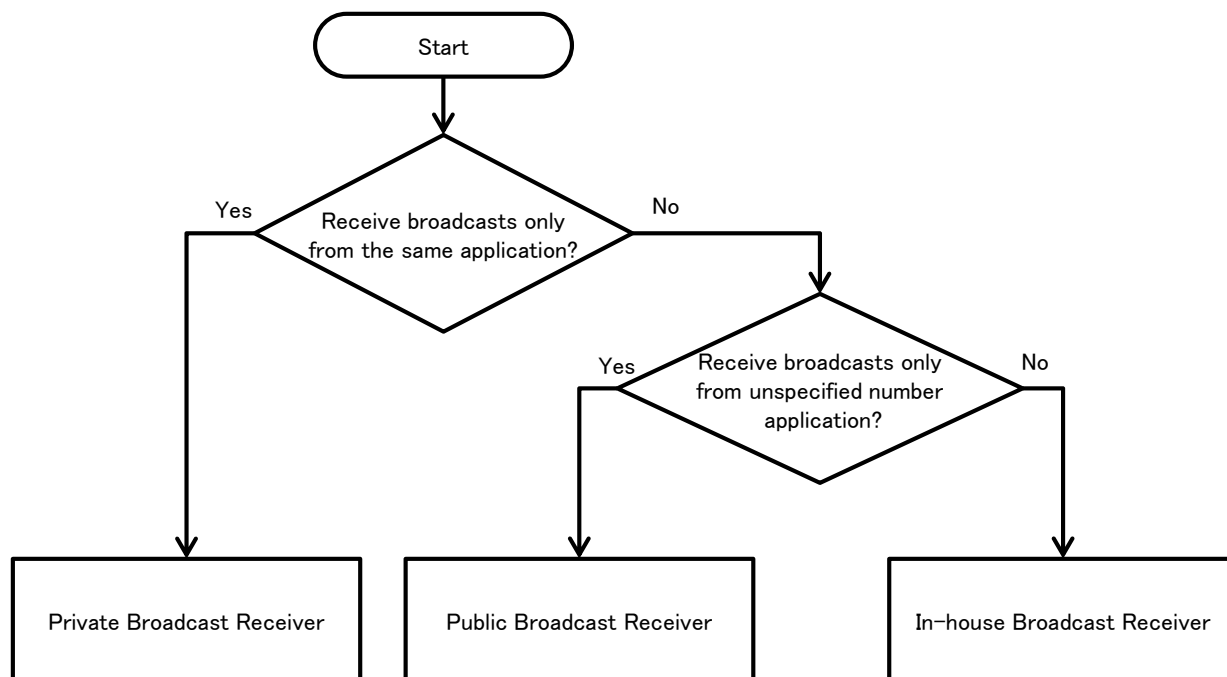 Start
Yes
No
Receive broadcasts only
from the same application?
Yes
No
Receive broadcasts only
from unspecified number
application?
Private Broadcast Receiver
Public Broadcast Receiver
In-house Broadcast Receiver